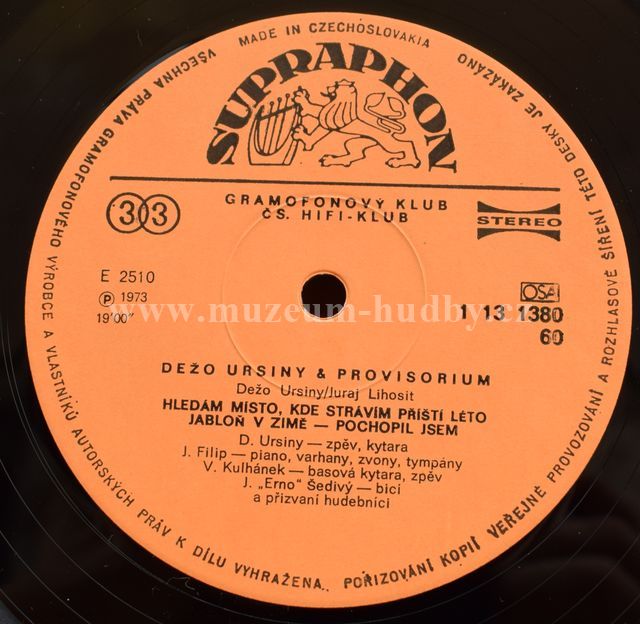 MADE IN CZECHOSLOVAKIA
SUPRAPHON
GRAMOFONOVÝ KLUB
ČS. HIFI-KLUB
33
STEREO
E 2510
Ⓟ 1973
19'00"
OSA
1 13 1380
60
www.muzeum-hudby.cz
DEŽO URSINY & PROVISORIUM
Dežo Ursiny/Juraj Lihosit
HLEDÁM MÍSTO, KDE STRÁVÍM PŘÍŠTÍ LÉTO
JABLOŇ V ZIMĚ — POCHOPIL JSEM
D. Ursiny — zpěv, kytara
J. Filip — piano, varhany, zvony, tympány
V. Kulhánek — basová kytara, zpěv
J. „Erno" Šedivý — bicí
a přizvaní hudebníci
VŠECHNA PRÁVA GRAMOFONOVÉHO VÝROBCE A VLASTNÍKŮ AUTORSKÝCH PRÁV K DÍLU VYHRAŽENA. POŘIZOVÁNÍ KOPIÍ VEŘEJNÉ PROVOZOVÁNÍ A ROZHLASOVÉ ŠÍŘENÍ TÉTO DESKY JE ZAKÁZÁNO